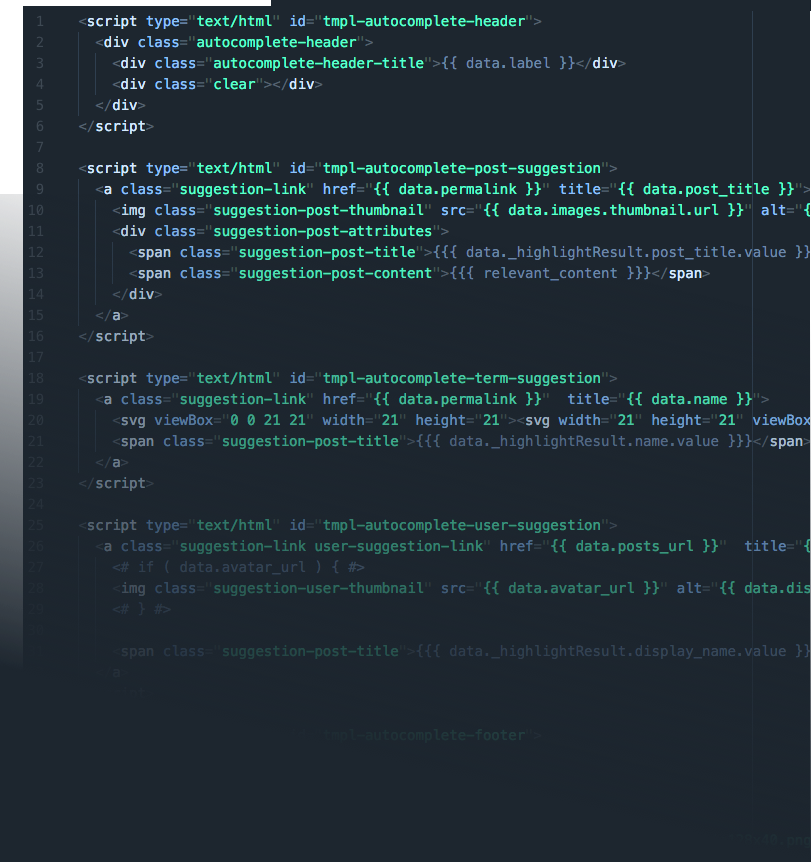 1 <script type="text/html" id="tmpl-autocomplete-header">
2 <div class="autocomplete-header">
3 <div class="autocomplete-header-title">{{ data.label }}</div>
4 <div class="clear"></div>
5 </div>
6 </script>
7
8 <script type="text/html" id="tmpl-autocomplete-post-suggestion">
9 <a class="suggestion-link" href="{{ data.permalink }}" title="{{ data.post_title }}">
10 <img class="suggestion-post-thumbnail" src="{{ data.images.thumbnail.url }}" alt="{
11 <div class="suggestion-post-attributes">
12 <span class="suggestion-post-title">{{{ data._highlightResult.post_title.value }}
13 <span class="suggestion-post-content">{{{ relevant_content }}}</span>
14 </div>
15 </a>
16 </script>
17
18 <script type="text/html" id="tmpl-autocomplete-term-suggestion">
19 <a class="suggestion-link" href="{{ data.permalink }}"  title="{{ data.name }}">
20 <svg viewBox="0 0 21 21" width="21" height="21"><svg width="21" height="21" viewBox
21 <span class="suggestion-post-title">{{{ data._highlightResult.name.value }}}</span>
22 </a>
23 </script>
24
25 <script type="text/html" id="tmpl-autocomplete-user-suggestion">
26 <a class="suggestion-link user-suggestion-link" href="{{ data.posts_url }}"  title="{
27 <# if ( data.avatar_url ) { #>
28 <img class="suggestion-user-thumbnail" src="{{ data.avatar_url }}" alt="{{ data.dis
<# } #>
<span class="suggestion-post-title">{{{ data._highlightResult.display_name.value }}
a
tmpl-autocomplete-footer">